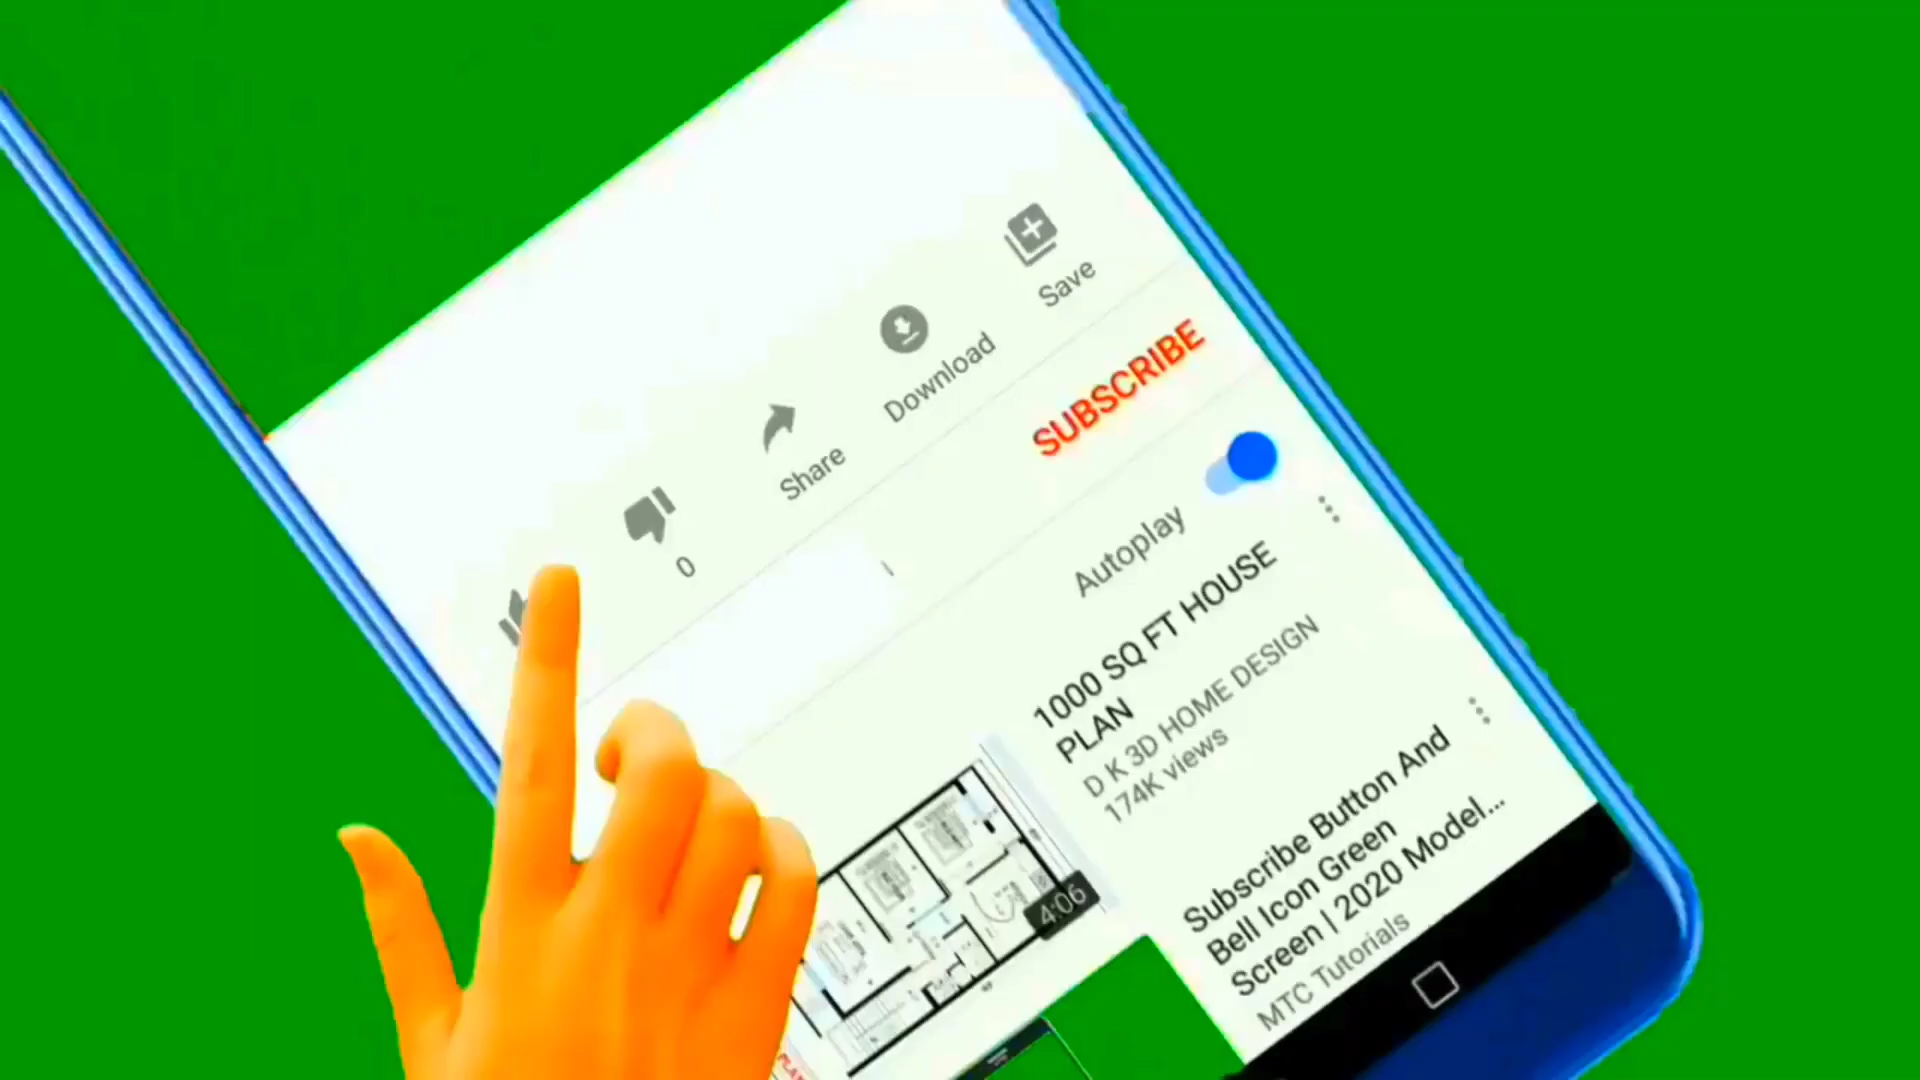 0
Share
Download
Save
SUBSCRIBE
Autoplay
1000 SQ FT HOUSE
PLAN
D K 3D HOME DESIGN
174K views
4:06
PLAN
Subscribe Button And
Bell Icon Green
Screen | 2020 Model...
MTC Tutorials